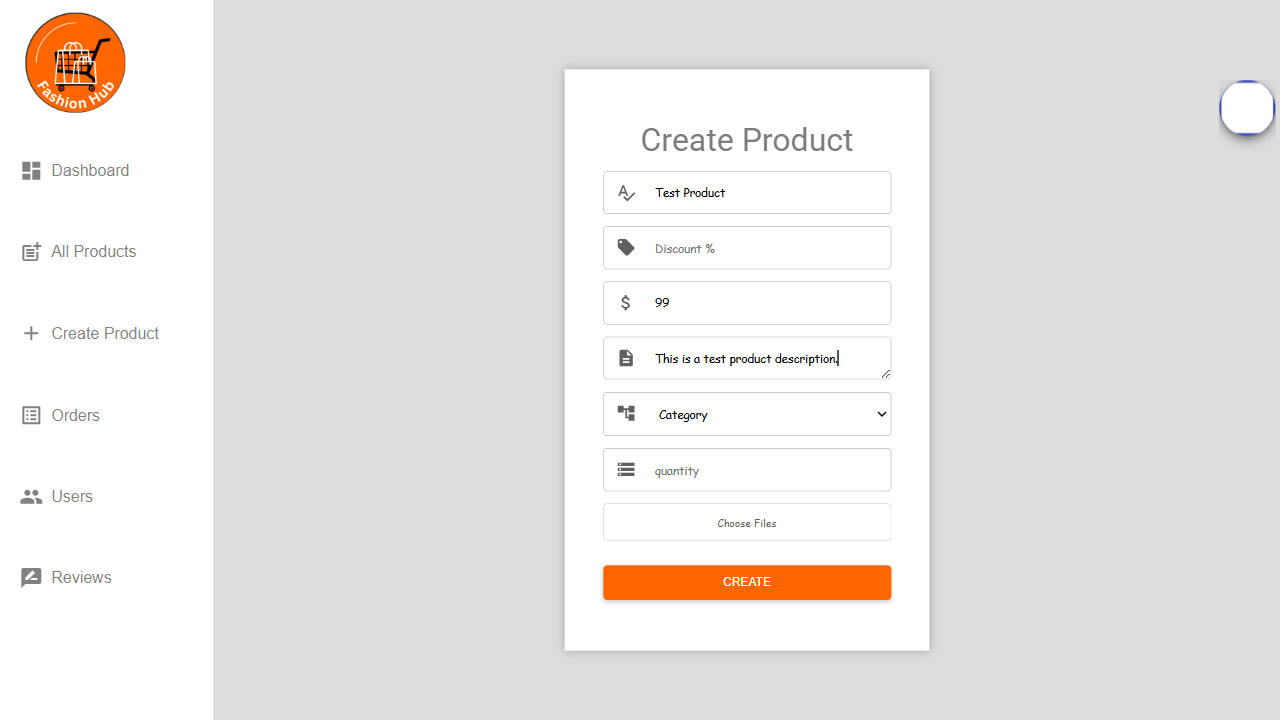 Fashion Hub
Dashboard
All Products
Create Product
Orders
Users
Reviews
Create Product
Test Product
Discount %
99
This is a test product description.
Category
quantity
Choose Files
CREATE